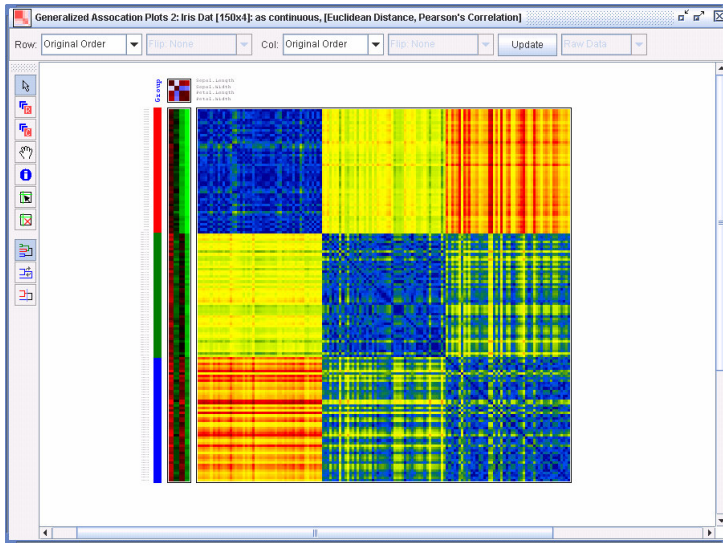 Generalized Assocation Plots 2: Iris Dat [150x4]: as continuous, [Euclidean Distance, Pearson's Correlation]
Row: Original Order Flip: None Col: Original Order Flip: None Update Raw Data
Group
Sepal.Length
Sepal.Width
Petal.Length
Petal.Width